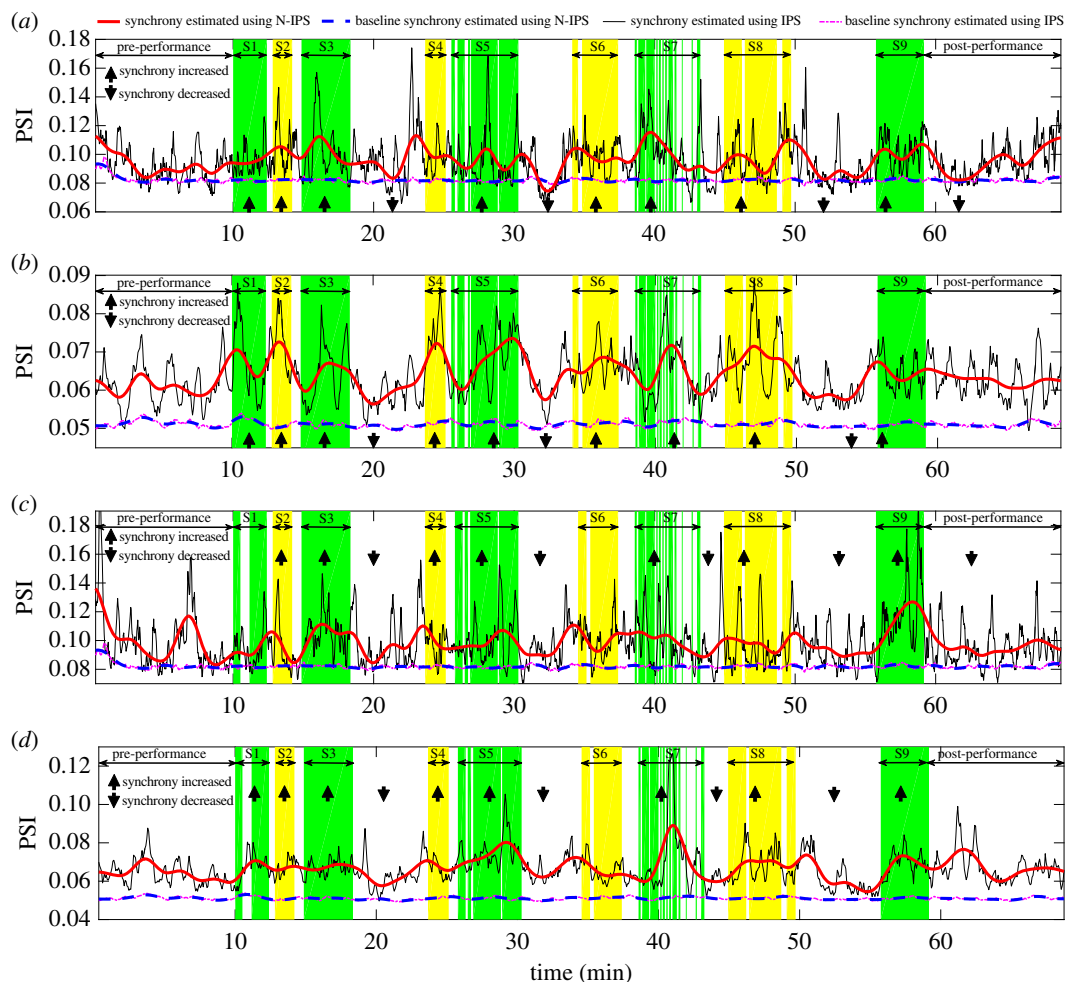 (a) synchrony estimated using N-IPS baseline synchrony estimated using N-IPS synchrony estimated using IPS baseline synchrony estimated using IPS
0.18 pre-performance S1 S2 S3 S4 S5 S6 S7 S8 S9 post-performance
0.16 synchrony increased
synchrony decreased
0.14
0.12
PSI
0.10
0.08
0.06
10 20 30 40 50 60
(b)
0.09 pre-performance S1 S2 S3 S4 S5 S6 S7 S8 S9 post-performance
synchrony increased
0.08 synchrony decreased
0.07
PSI
0.06
0.05
10 20 30 40 50 60
(c)
0.18 pre-performance S1 S2 S3 S4 S5 S6 S7 S8 S9 post-performance
synchrony increased
0.16 synchrony decreased
0.14
PSI
0.12
0.10
0.08
10 20 30 40 50 60
(d)
pre-performance S1 S2 S3 S4 S5 S6 S7 S8 S9 post-performance
0.12
synchrony increased
synchrony decreased
0.10
PSI
0.08
0.06
0.04
10 20 30 40 50 60
time (min)